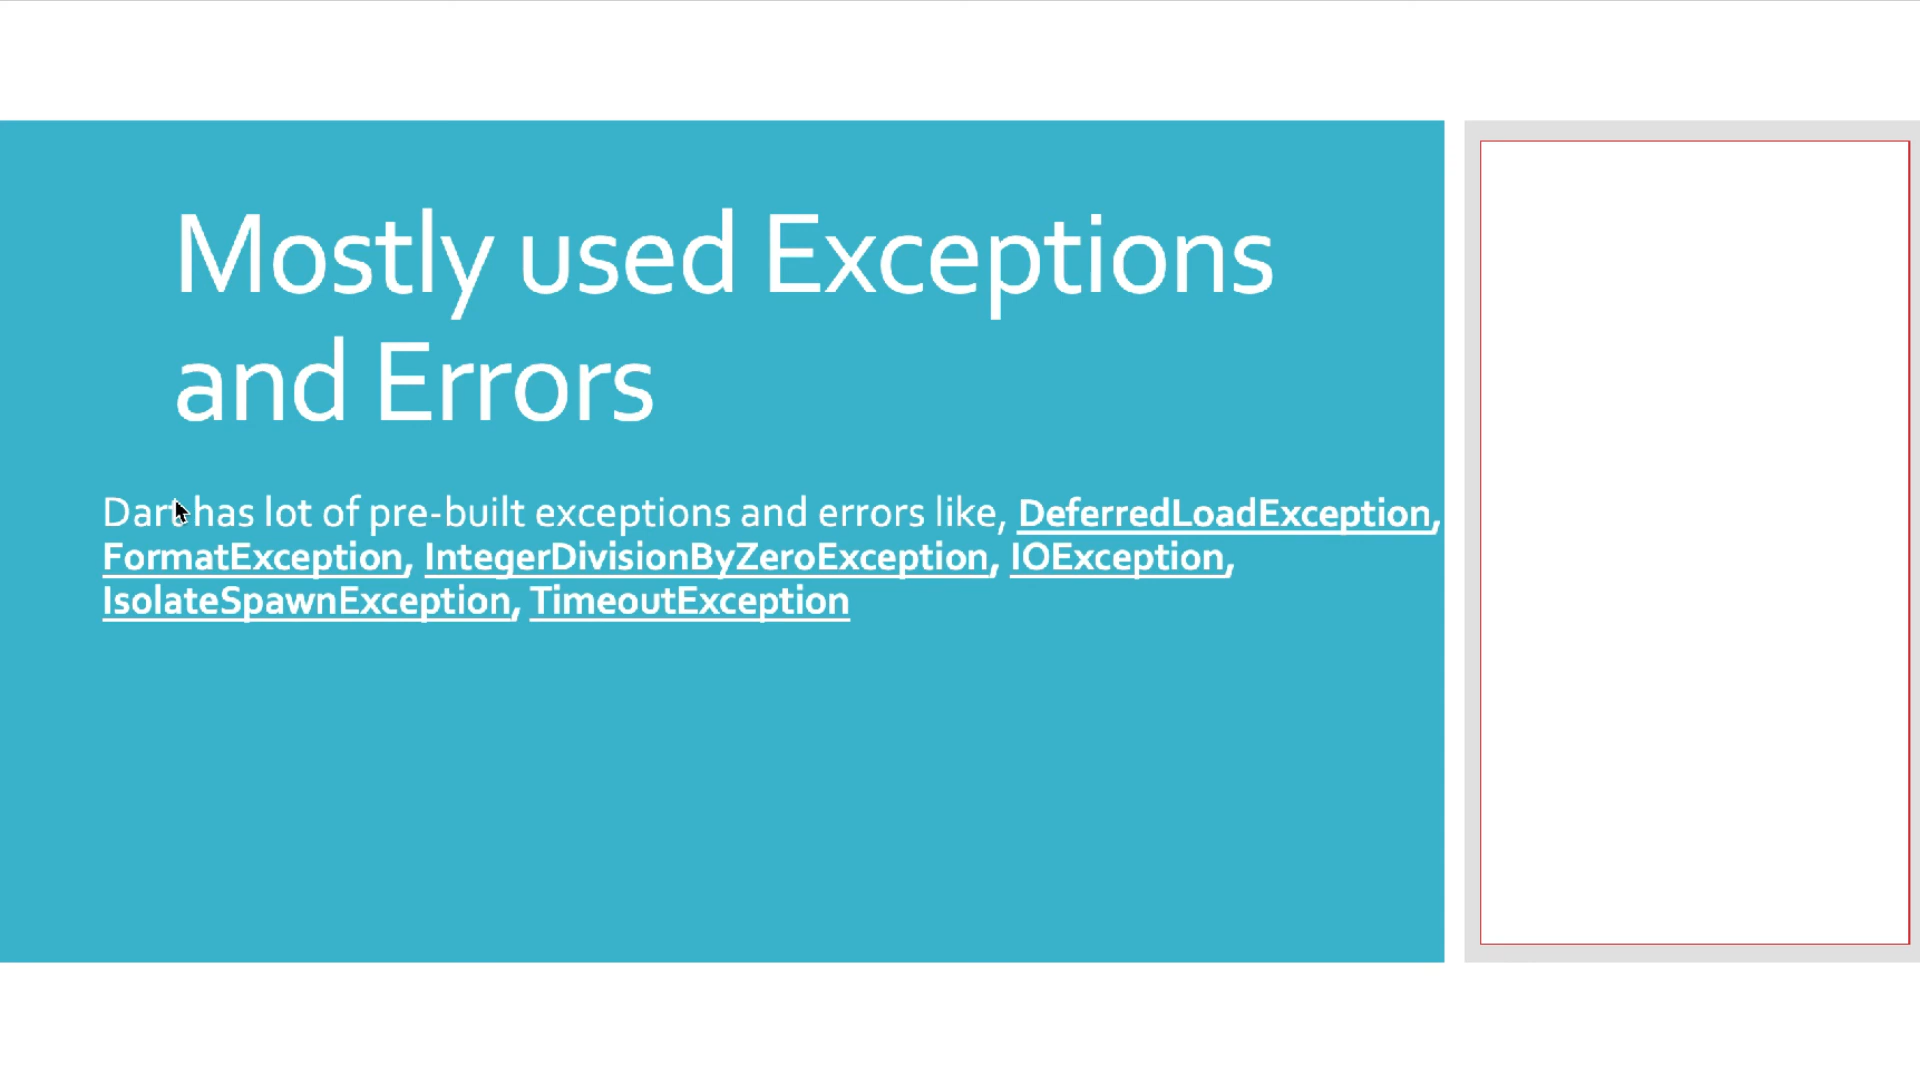 Mostly used Exceptions
and Errors
Dart has lot of pre-built exceptions and errors like, DeferredLoadException,
FormatException, IntegerDivisionByZeroException, IOException,
IsolateSpawnException, TimeoutException